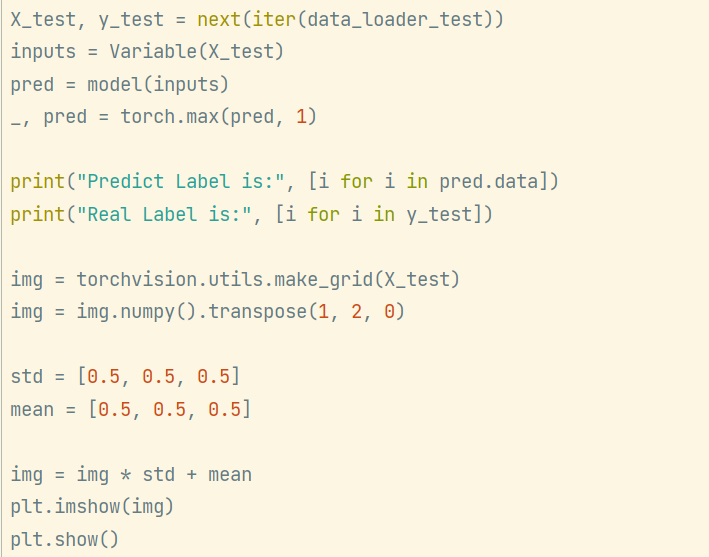 X_test, y_test = next(iter(data_loader_test))
inputs = Variable(X_test)
pred = model(inputs)
_, pred = torch.max(pred, 1)
print("Predict Label is:", [i for i in pred.data])
print("Real Label is:", [i for i in y_test])
img = torchvision.utils.make_grid(X_test)
img = img.numpy().transpose(1, 2, 0)
std = [0.5, 0.5, 0.5]
mean = [0.5, 0.5, 0.5]
img = img * std + mean
plt.imshow(img)
plt.show()